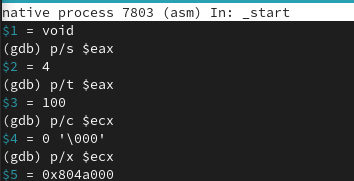 native process 7803 (asm) In: _start
$1 = void
(gdb) p/s $eax
$2 = 4
(gdb) p/t $eax
$3 = 100
(gdb) p/c $ecx
$4 = 0 '\000'
(gdb) p/x $ecx
$5 = 0x804a000